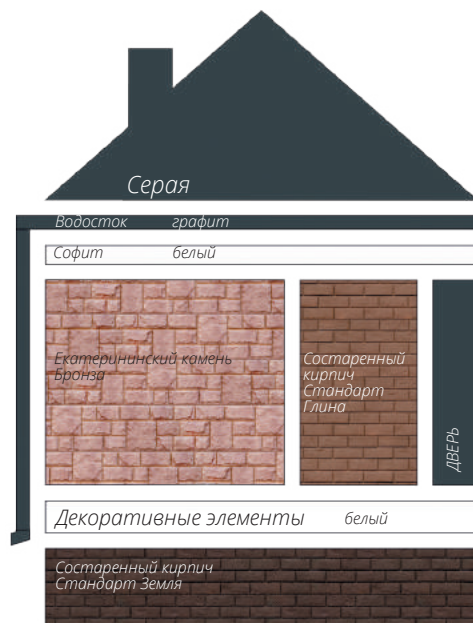 Серая
Водосток графит
Софит белый
Екатерининский камень
Бронза
Состаренный
кирпич
Стандарт
Глина
ДВЕРЬ
Декоративные элементы белый
Состаренный кирпич
Стандарт Земля